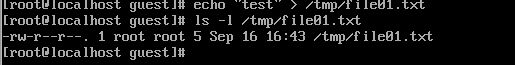 [root@localhost guest]# echo "test" > /tmp/file01.txt
[root@localhost guest]# ls -l /tmp/file01.txt
-rw-r--r--. 1 root root 5 Sep 16 16:43 /tmp/file01.txt
[root@localhost guest]#